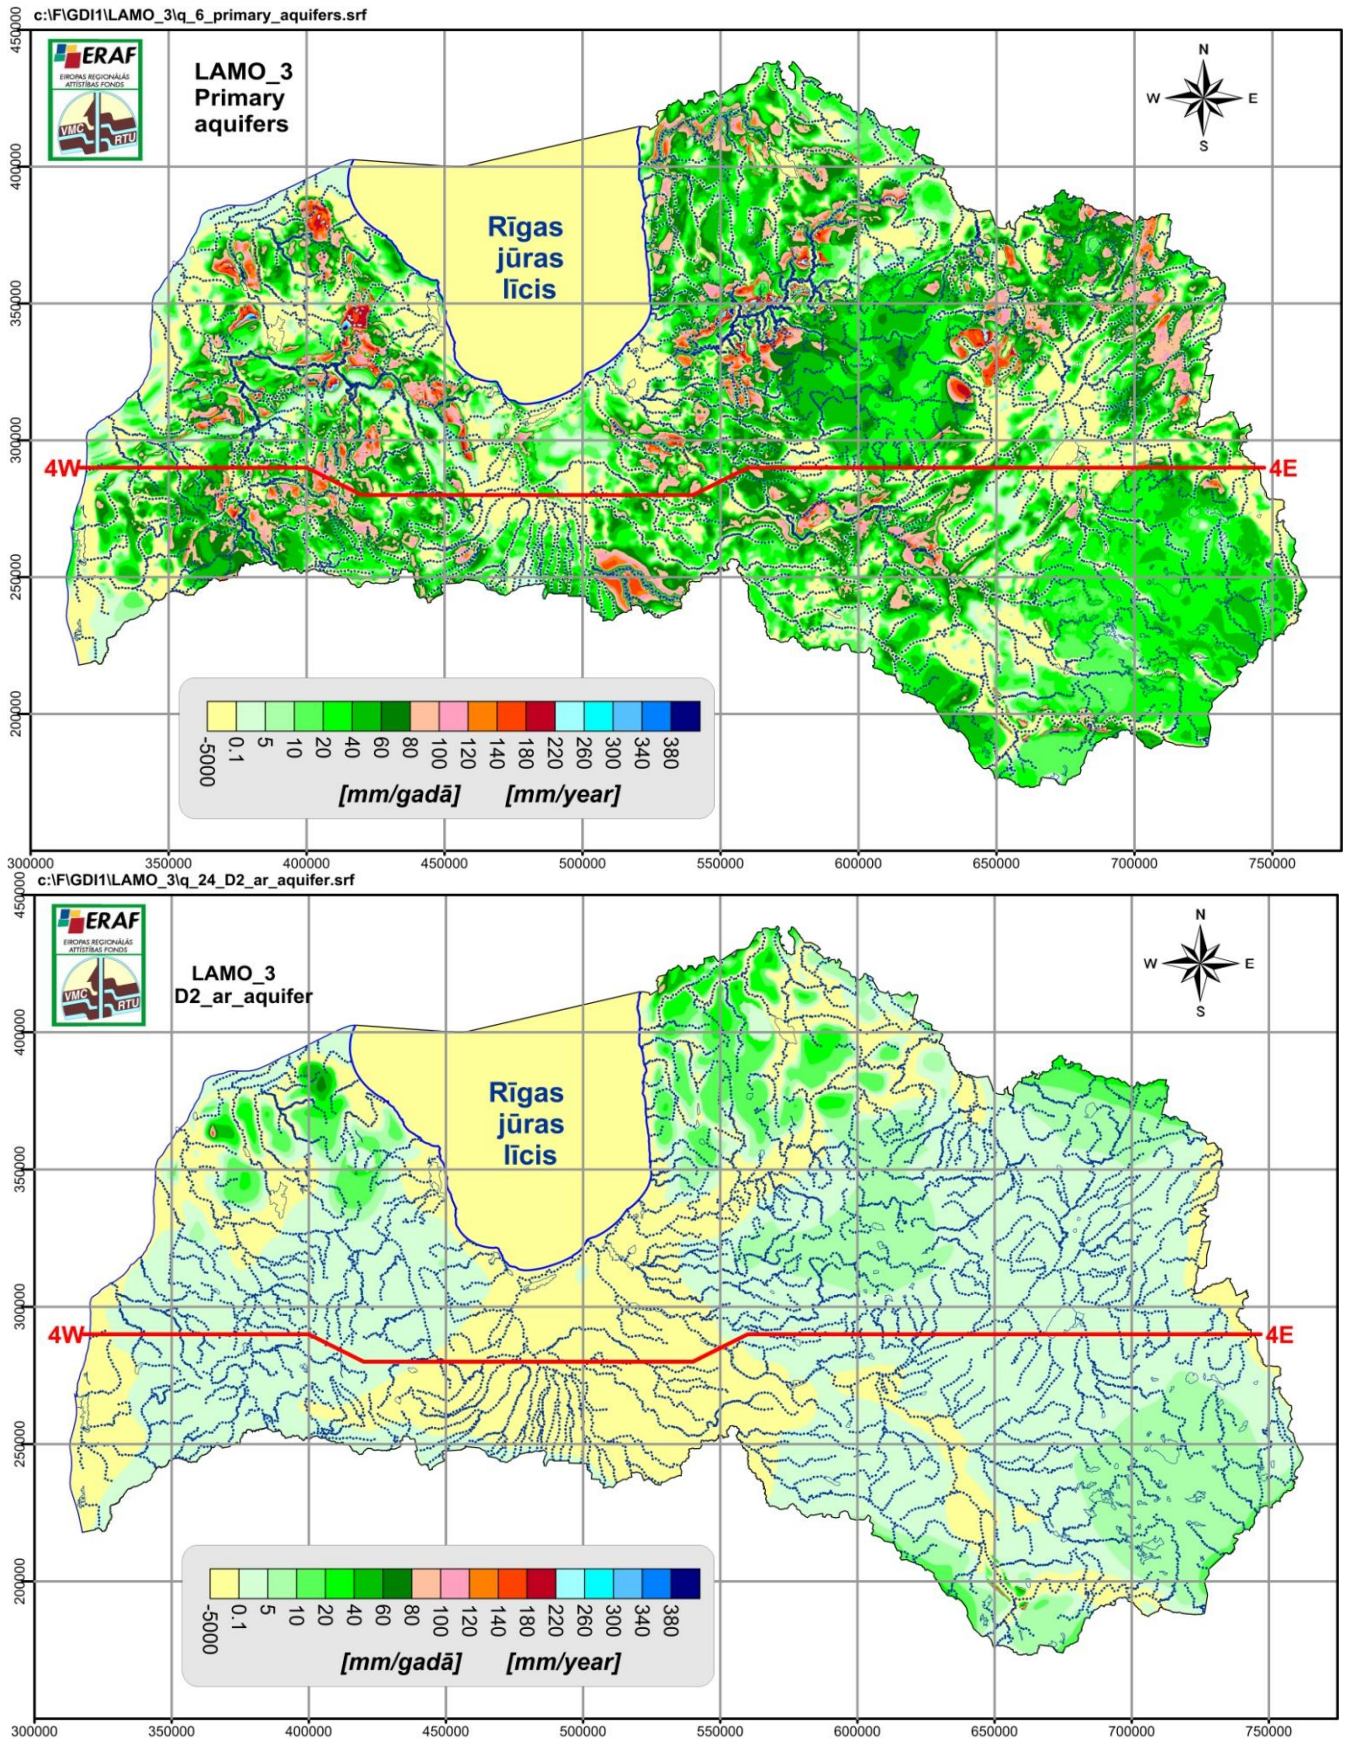 c:\F\GDI1\LAMO_3\q_6_primary_aquifers.srf
450000
400000
350000
300000
250000
200000
ERAF
EIROPAS REĢIONĀLĀS
ATTĪSTĪBAS FONDS
VMC
RTU
LAMO_3
Primary
aquifers
N
W
E
S
Rīgas
jūras
līcis
4W
4E
-5000
0.1
5
10
20
40
60
80
100
120
140
180
220
260
300
340
380
[mm/gadā] [mm/year]
300000 350000 400000 450000 500000 550000 600000 650000 700000 750000
c:\F\GDI1\LAMO_3\q_24_D2_ar_aquifer.srf
450000
400000
350000
300000
250000
200000
ERAF
EIROPAS REĢIONĀLĀS
ATTĪSTĪBAS FONDS
VMC
RTU
LAMO_3
D2_ar_aquifer
N
W
E
S
Rīgas
jūras
līcis
4W
4E
-5000
0.1
5
10
20
40
60
80
100
120
140
180
220
260
300
340
380
[mm/gadā] [mm/year]
300000 350000 400000 450000 500000 550000 600000 650000 700000 750000